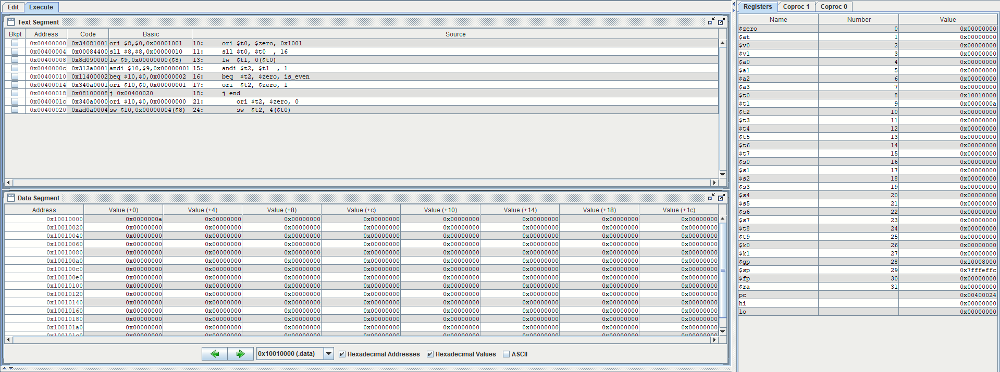 Edit Execute
Text Segment
Bkpt Address Code Basic Source
0x00400000 0x34081001 ori $8,$0,0x00001001 10: ori $t0, $zero, 0x1001
0x00400004 0x00084400 sll $8,$8,0x00000010 11: sll $t0, $t0 , 16
0x00400008 0x8d090000 lw $9,0x00000000($8) 13: lw $t1, 0($t0)
0x0040000c 0x312a0001 andi $10,$9,0x00000001 15: andi $t2, $t1 , 1
0x00400010 0x11400002 beq $10,$0,0x00000002 16: beq $t2, $zero, is_even
0x00400014 0x340a0001 ori $10,$0,0x00000001 17: ori $t2, $zero, 1
0x00400018 0x08100008 j 0x00400020 18: j end
0x0040001c 0x340a0000 ori $10,$0,0x00000000 21: ori $t2, $zero, 0
0x00400020 0xad0a0004 sw $10,0x00000004($8) 24: sw $t2, 4($t0)
Data Segment
Address Value (+0) Value (+4) Value (+8) Value (+c) Value (+10) Value (+14) Value (+18) Value (+1c)
0x10010000 0x0000000a 0x00000000 0x00000000 0x00000000 0x00000000 0x00000000 0x00000000 0x00000000
0x10010020 0x00000000 0x00000000 0x00000000 0x00000000 0x00000000 0x00000000 0x00000000 0x00000000
0x10010040 0x00000000 0x00000000 0x00000000 0x00000000 0x00000000 0x00000000 0x00000000 0x00000000
0x10010060 0x00000000 0x00000000 0x00000000 0x00000000 0x00000000 0x00000000 0x00000000 0x00000000
0x10010080 0x00000000 0x00000000 0x00000000 0x00000000 0x00000000 0x00000000 0x00000000 0x00000000
0x100100a0 0x00000000 0x00000000 0x00000000 0x00000000 0x00000000 0x00000000 0x00000000 0x00000000
0x100100c0 0x00000000 0x00000000 0x00000000 0x00000000 0x00000000 0x00000000 0x00000000 0x00000000
0x100100e0 0x00000000 0x00000000 0x00000000 0x00000000 0x00000000 0x00000000 0x00000000 0x00000000
0x10010100 0x00000000 0x00000000 0x00000000 0x00000000 0x00000000 0x00000000 0x00000000 0x00000000
0x10010120 0x00000000 0x00000000 0x00000000 0x00000000 0x00000000 0x00000000 0x00000000 0x00000000
0x10010140 0x00000000 0x00000000 0x00000000 0x00000000 0x00000000 0x00000000 0x00000000 0x00000000
0x10010160 0x00000000 0x00000000 0x00000000 0x00000000 0x00000000 0x00000000 0x00000000 0x00000000
0x10010180 0x00000000 0x00000000 0x00000000 0x00000000 0x00000000 0x00000000 0x00000000 0x00000000
0x100101a0 0x00000000 0x00000000 0x00000000 0x00000000 0x00000000 0x00000000 0x00000000 0x00000000
0x10010000 (.data) Hexadecimal Addresses Hexadecimal Values ASCII
Registers Coproc 1 Coproc 0
Name Number Value
$zero 0 0x00000000
$at 1 0x00000000
$v0 2 0x00000000
$v1 3 0x00000000
$a0 4 0x00000000
$a1 5 0x00000000
$a2 6 0x00000000
$a3 7 0x00000000
$t0 8 0x10010000
$t1 9 0x0000000a
$t2 10 0x00000000
$t3 11 0x00000000
$t4 12 0x00000000
$t5 13 0x00000000
$t6 14 0x00000000
$t7 15 0x00000000
$s0 16 0x00000000
$s1 17 0x00000000
$s2 18 0x00000000
$s3 19 0x00000000
$s4 20 0x00000000
$s5 21 0x00000000
$s6 22 0x00000000
$s7 23 0x00000000
$t8 24 0x00000000
$t9 25 0x00000000
$k0 26 0x00000000
$k1 27 0x00000000
$gp 28 0x10008000
$sp 29 0x7fffeffc
$fp 30 0x00000000
$ra 31 0x00000000
pc 0x00400024
hi 0x00000000
lo 0x00000000